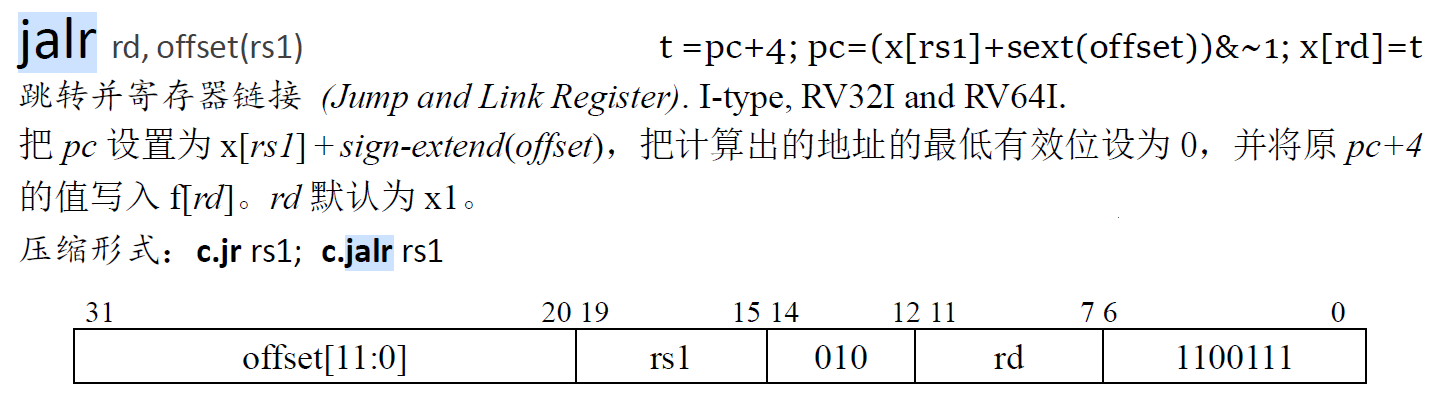 jalr rd, offset(rs1) t =pc+4; pc=(x[rs1]+sext(offset))&~1; x[rd]=t
跳转并寄存器链接 (Jump and Link Register). I-type, RV32I and RV64I.
把 pc 设置为 x[rs1] + sign-extend(offset)，把计算出的地址的最低有效位设为 0，并将原 pc+4
的值写入 f[rd]。rd 默认为 x1。
压缩形式：c.jr rs1; c.jalr rs1
31 20 19 15 14 12 11 7 6 0
offset[11:0] rs1 010 rd 1100111